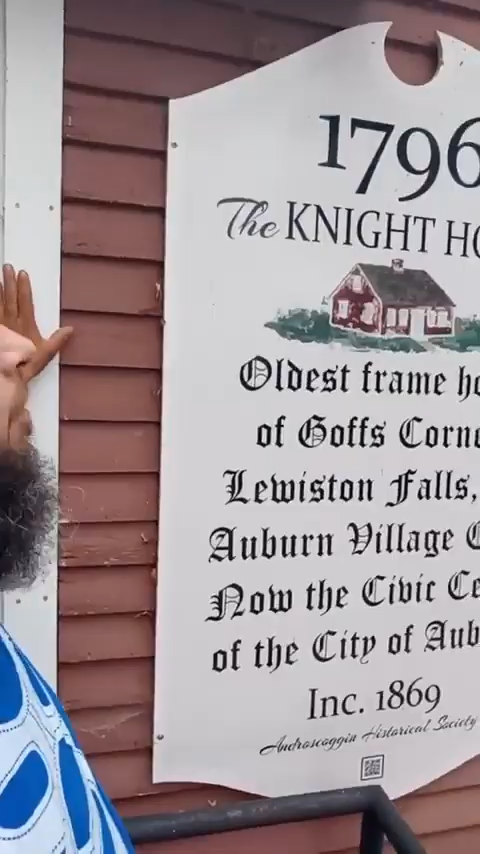 1796
The KNIGHT HO
Oldest frame ho
of Goffs Corne
Lewiston Falls,
Auburn Village C
Now the Civic Ce
of the City of Aub
Inc. 1869
Androscoggin Historical Society